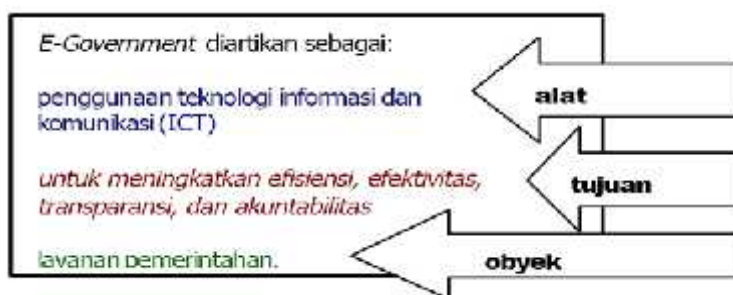 E-Government diartikan sebagai:
penggunaan teknologi informasi dan
komunikasi (ICT)
alat
untuk meningkatkan efisiensi, efektivitas,
transparansi, dan akuntabilitas
tujuan
layanan pemerintahan.
obyek